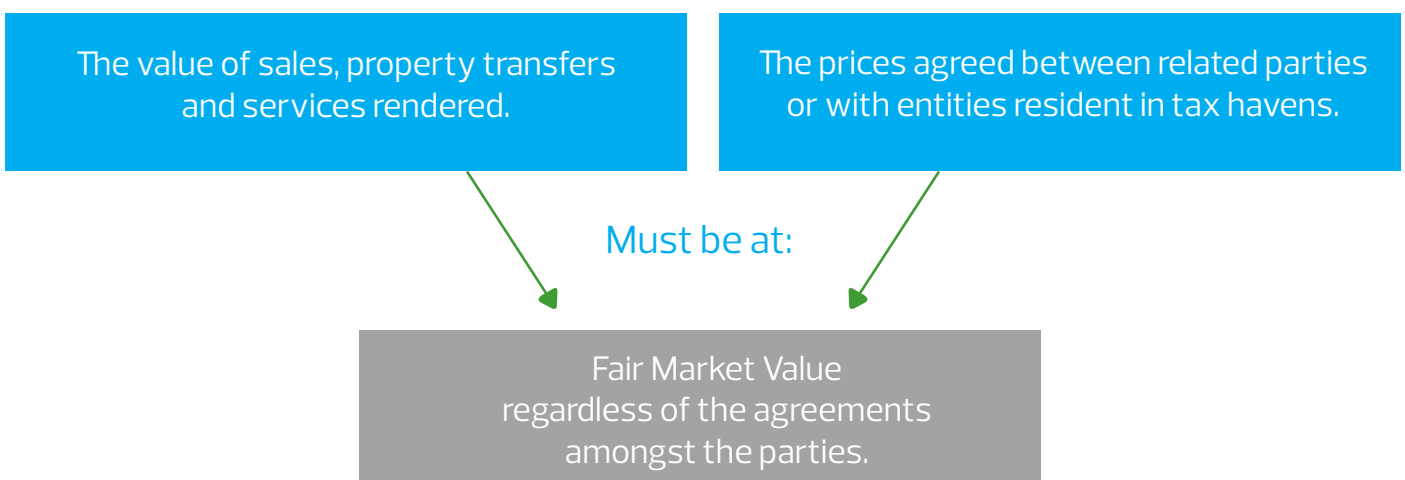 The value of sales, property transfers
and services rendered.
The prices agreed between related parties
or with entities resident in tax havens.
Must be at:
Fair Market Value
regardless of the agreements
amongst the parties.